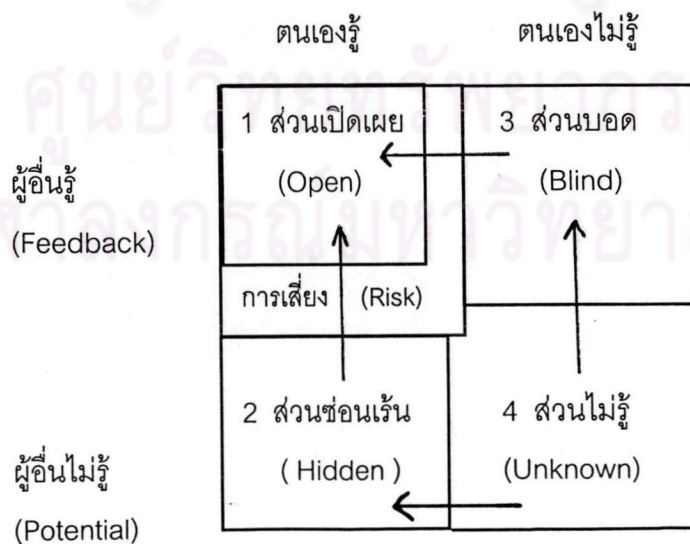 ตนเองรู้ ตนเองไม่รู้
1 ส่วนเปิดเผย 3 ส่วนบอด
ผู้อื่นรู้ (Open) (Blind)
(Feedback)
การเสี่ยง (Risk)
2 ส่วนซ่อนเร้น 4 ส่วนไม่รู้
ผู้อื่นไม่รู้ ( Hidden ) (Unknown)
(Potential)